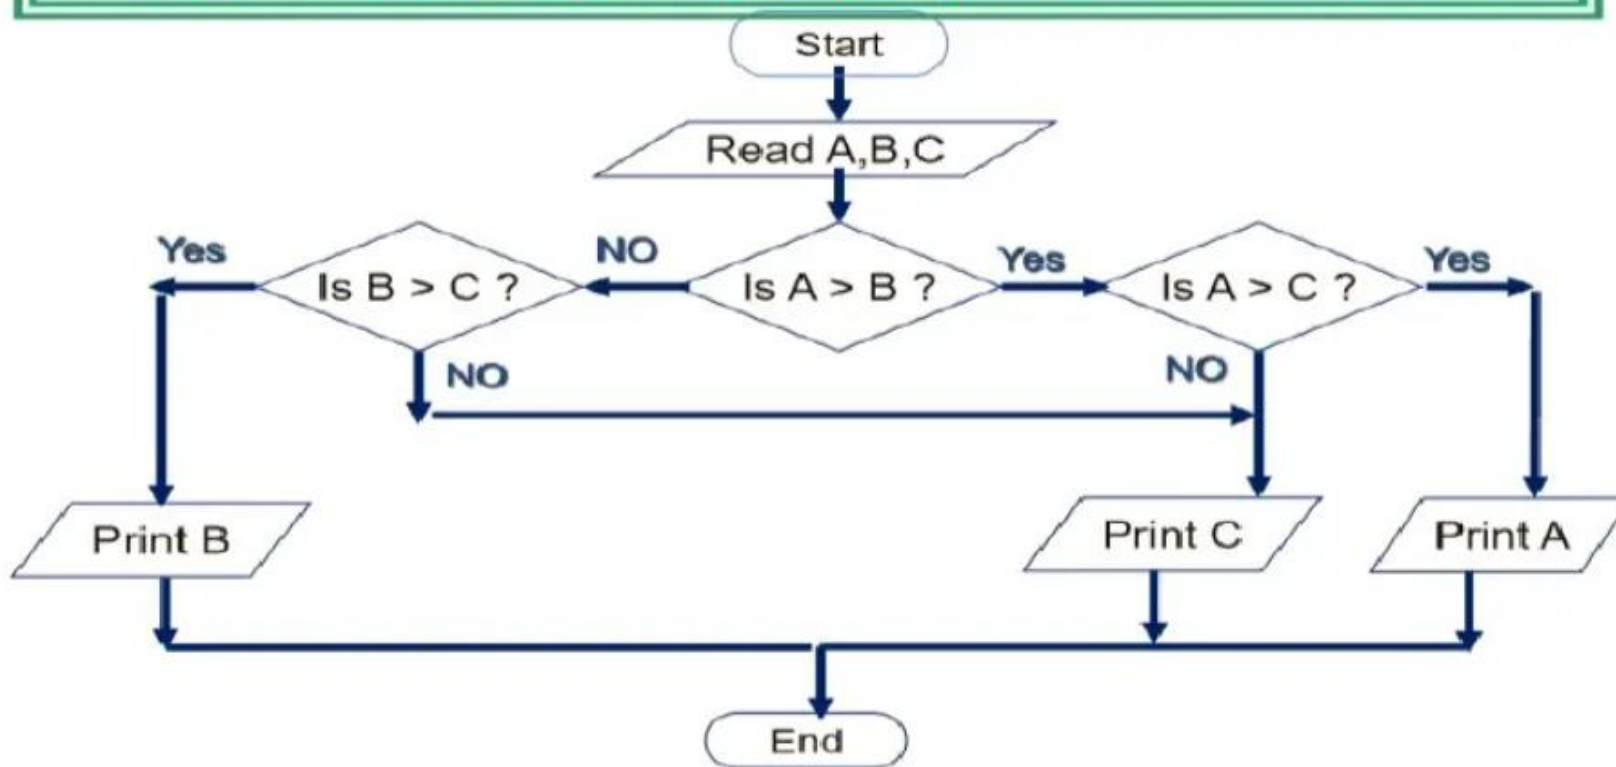 Start
Read A,B,C
Yes
Is B > C ?
NO
Is A > B ?
Yes
Is A > C ?
Yes
NO
NO
Print B
Print C
Print A
End